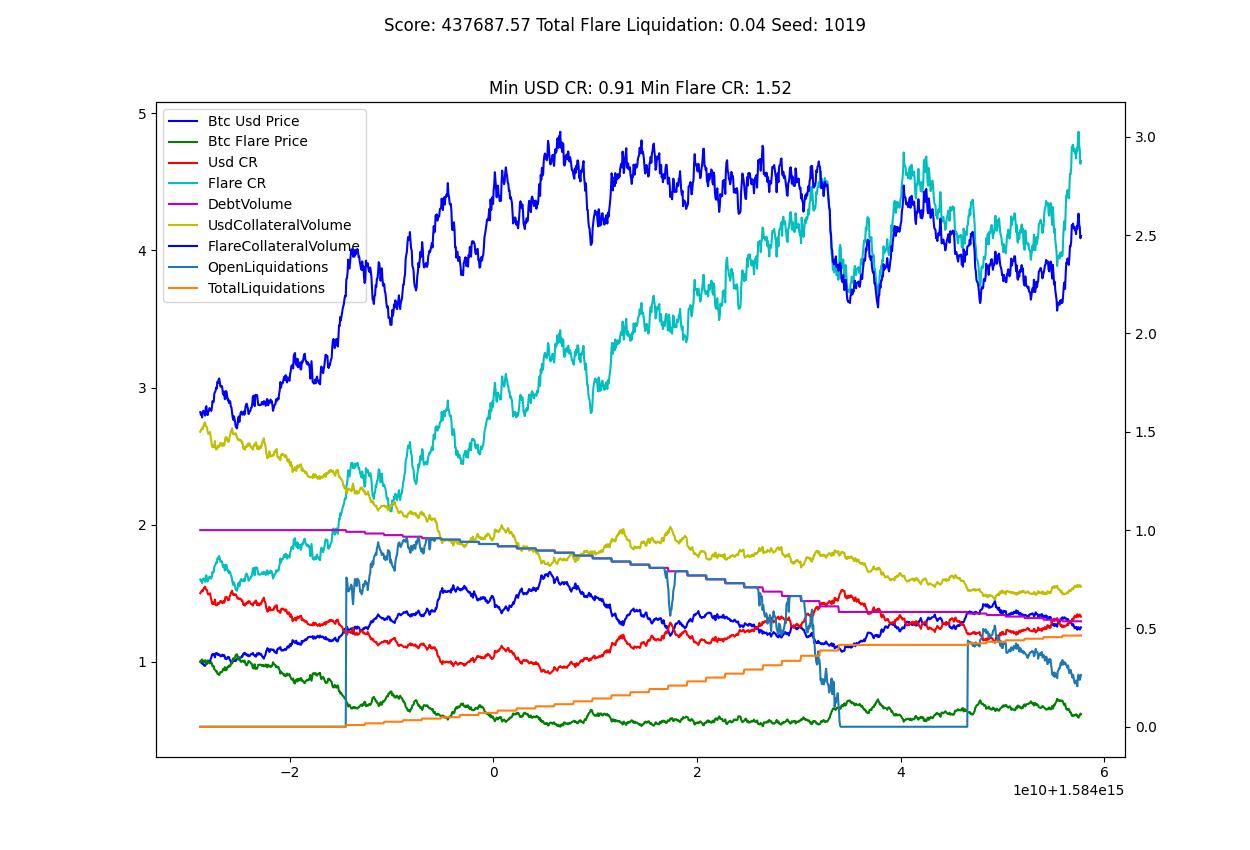 Score: 437687.57 Total Flare Liquidation: 0.04 Seed: 1019
Min USD CR: 0.91 Min Flare CR: 1.52
Btc Usd Price
Btc Flare Price
Usd CR
Flare CR
DebtVolume
UsdCollateralVolume
FlareCollateralVolume
OpenLiquidations
TotalLiquidations
5
4
3
2
1
3.0
2.5
2.0
1.5
1.0
0.5
0.0
−2 0 2 4 6
1e10+1.584e15